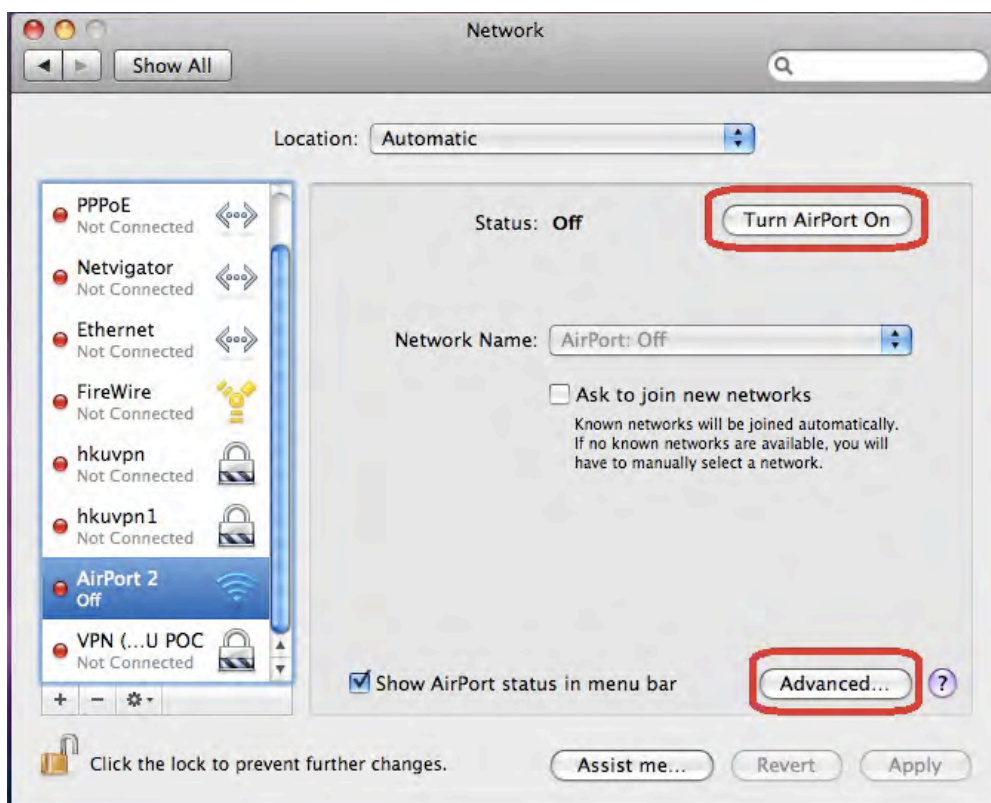 Network
Show All
Location: Automatic
PPPoE
Not Connected
Netvigator
Not Connected
Ethernet
Not Connected
FireWire
Not Connected
hkuvpn
Not Connected
hkuvpn1
Not Connected
AirPort 2
Off
VPN (...U POC
Not Connected
Status: Off
Turn AirPort On
Network Name: AirPort: Off
Ask to join new networks
Known networks will be joined automatically.
If no known networks are available, you will
have to manually select a network.
Show AirPort status in menu bar
Advanced...
?
Click the lock to prevent further changes.
Assist me...
Revert
Apply